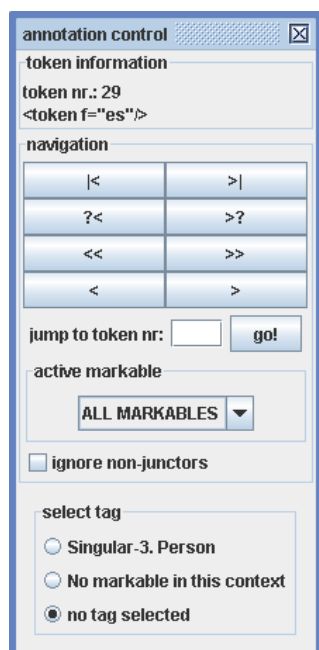 annotation control
token information
token nr.: 29
<token f="es"/>
navigation
|< >|
?< >?
<< >>
< >
jump to token nr: go!
active markable
ALL MARKABLES
ignore non-junctors
select tag
Singular-3. Person
No markable in this context
no tag selected